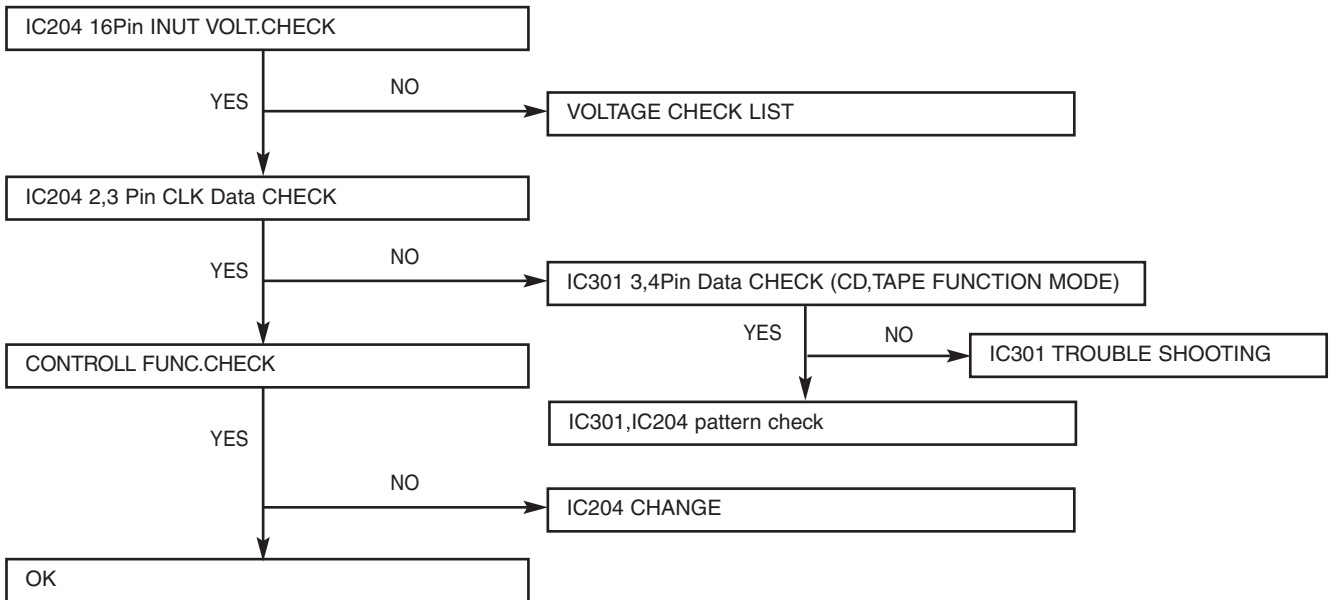 IC204 16Pin INUT VOLT.CHECK
YES
NO
VOLTAGE CHECK LIST
IC204 2,3 Pin CLK Data CHECK
YES
NO
IC301 3,4Pin Data CHECK (CD,TAPE FUNCTION MODE)
YES
NO
IC301 TROUBLE SHOOTING
CONTROLL FUNC.CHECK
IC301,IC204 pattern check
YES
NO
IC204 CHANGE
OK